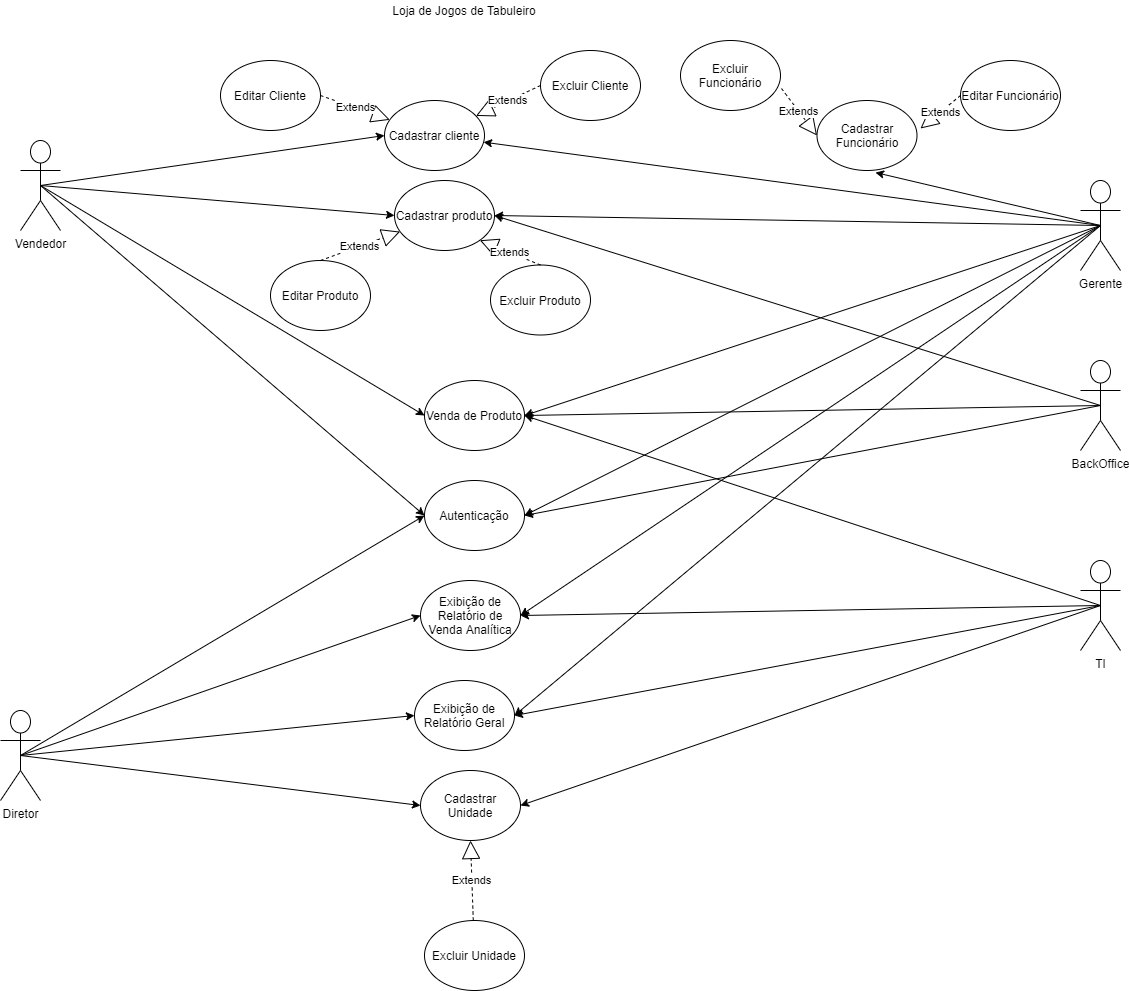 Loja de Jogos de Tabuleiro
Editar Cliente
Extends
Extends
Excluir Cliente
Excluir
Funcionário
Extends
Extends
Editar Funcionário
Cadastrar cliente
Cadastrar
Funcionário
Vendedor
Cadastrar produto
Extends
Extends
Gerente
Editar Produto
Excluir Produto
Venda de Produto
BackOffice
Autenticação
Exibição de
Relatório de
Venda Analítica
TI
Exibição de
Relatório Geral
Diretor
Cadastrar
Unidade
Extends
Excluir Unidade